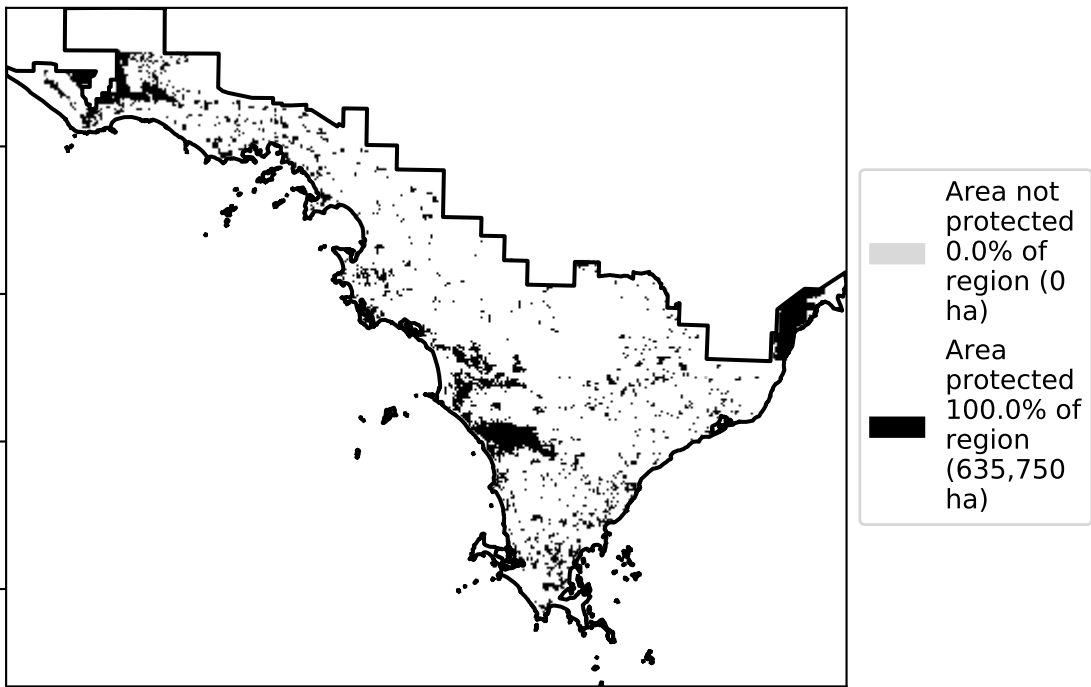 Area not
protected
0.0% of
region (0
ha)
Area
protected
100.0% of
region
(635,750
ha)